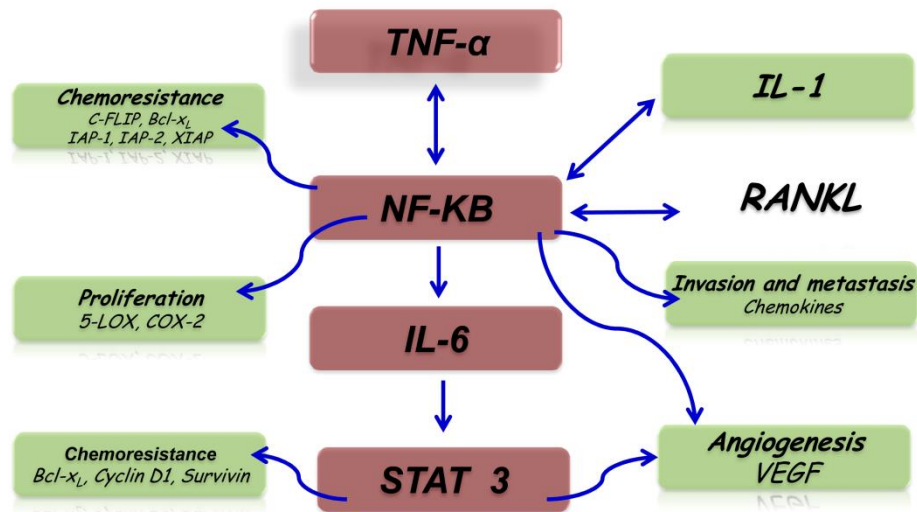 TNF-α
Chemoresistance
C-FLIP, Bcl-xL
IAP-1, IAP-2, XIAP
IL-1
NF-KB
RANKL
Proliferation
5-LOX, COX-2
Invasion and metastasis
Chemokines
IL-6
Chemoresistance
Bcl-xL, Cyclin D1, Survivin
STAT 3
Angiogenesis
VEGF